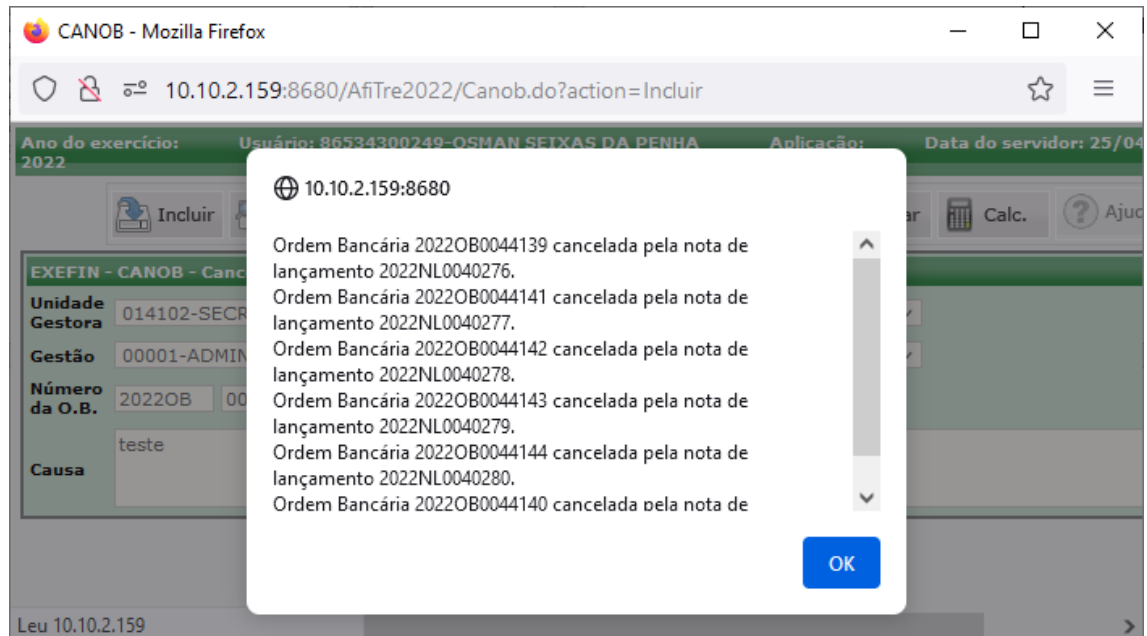 CANOB - Mozilla Firefox
10.10.2.159:8680/AfiTre2022/Canob.do?action=Incluir
Ano do exercício: Usuário: 86534300249-OSMAN SEIXAS DA PENHA Aplicação: Data do servidor: 25/04
2022
Incluir ar Calc. ? Ajud
EXEFIN - CANOB - Canc
Unidade
Gestora 014102-SECR
Gestão 00001-ADMIN
Número
da O.B. 2022OB 00
Causa teste
10.10.2.159:8680
Ordem Bancária 2022OB0044139 cancelada pela nota de
lançamento 2022NL0040276.
Ordem Bancária 2022OB0044141 cancelada pela nota de
lançamento 2022NL0040277.
Ordem Bancária 2022OB0044142 cancelada pela nota de
lançamento 2022NL0040278.
Ordem Bancária 2022OB0044143 cancelada pela nota de
lançamento 2022NL0040279.
Ordem Bancária 2022OB0044144 cancelada pela nota de
lançamento 2022NL0040280.
Ordem Bancária 2022OB0044140 cancelada pela nota de
OK
Leu 10.10.2.159